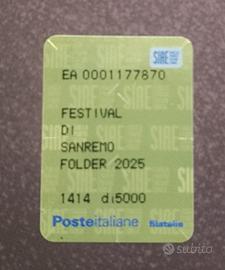 SIAE
EA 0001177870
FESTIVAL
DI
SANREMO
FOLDER 2025
1414 di5000
Posteitaliane filatelia
subito